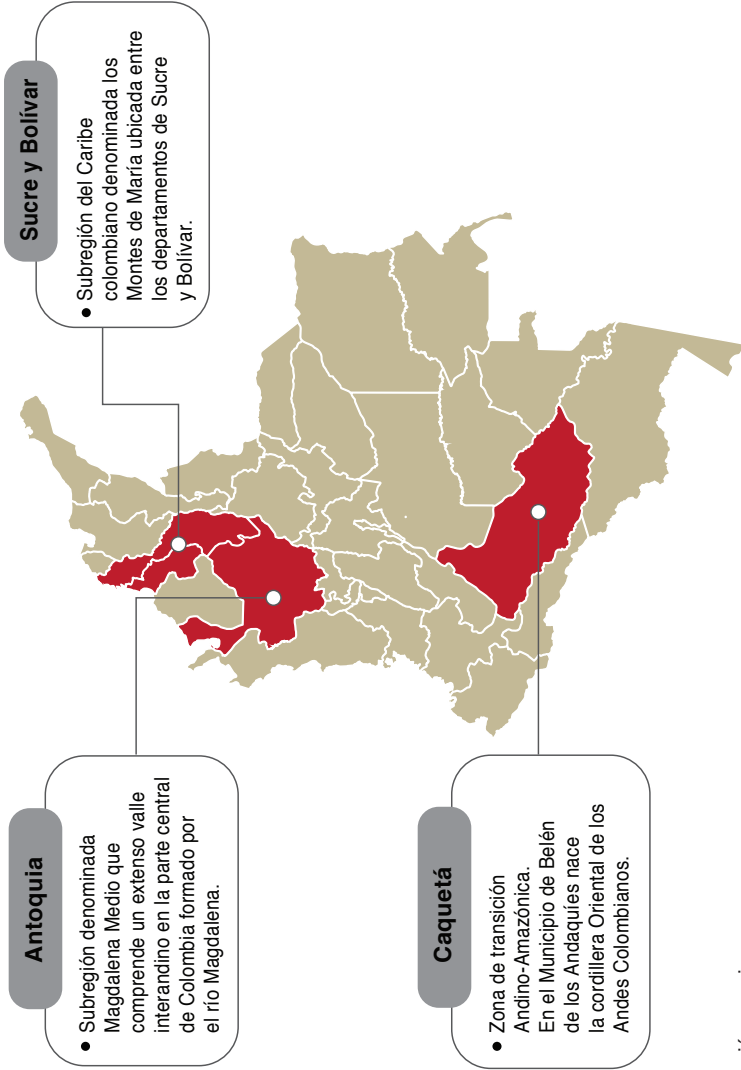 Antoquia
• Subregión denominada
Magdalena Medio que
comprende un extenso valle
interandino en la parte central
de Colombia formado por
el río Magdalena.
Sucre y Bolívar
• Subregión del Caribe
colombiano denominada los
Montes de María ubicada entre
los departamentos de Sucre
y Bolívar.
Caquetá
• Zona de transición
Andino-Amazónica.
En el Municipio de Belén
de los Andaquíes nace
la cordillera Oriental de los
Andes Colombianos.